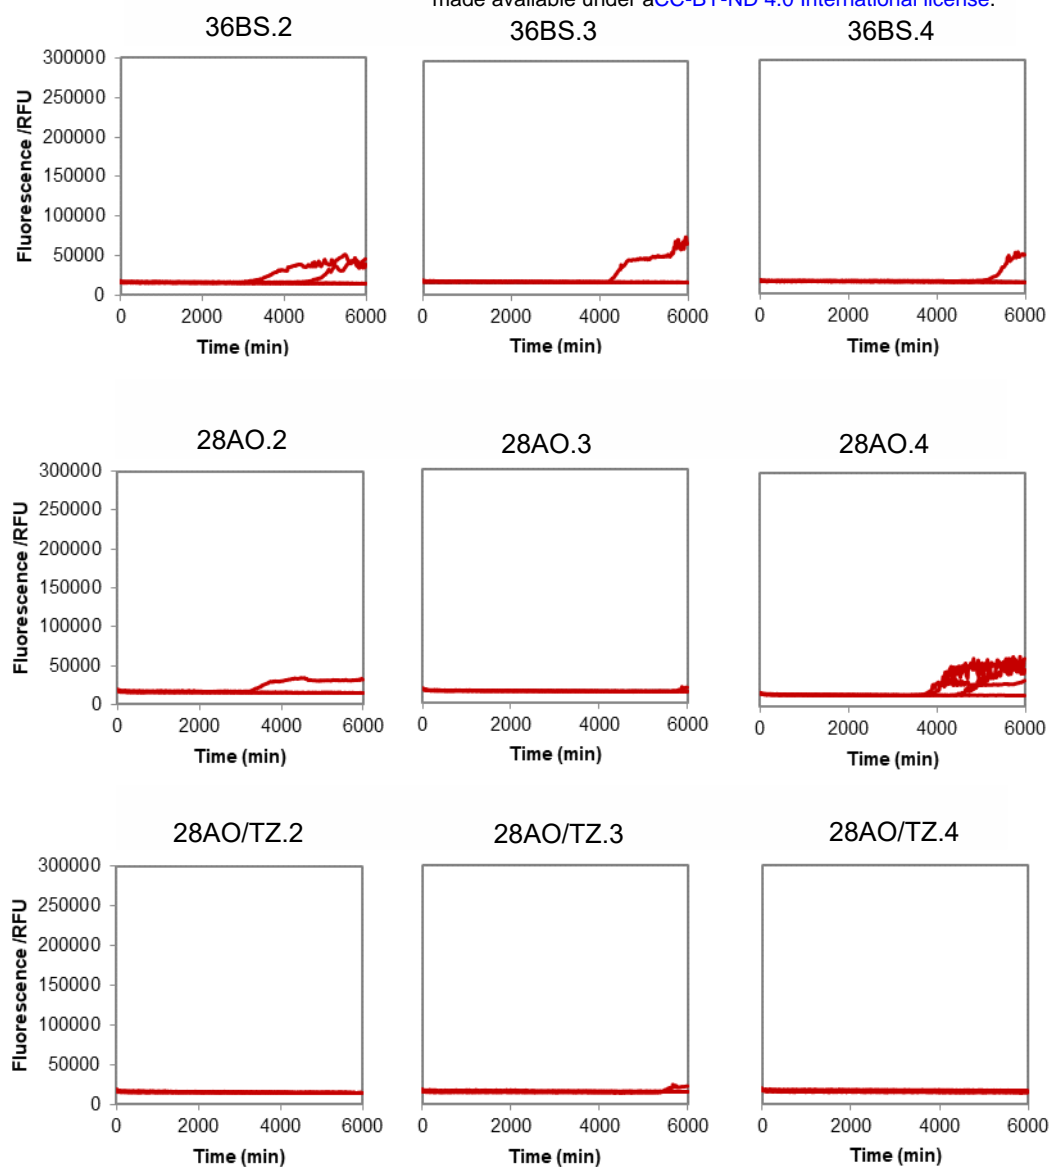 made available under aCC-BY-ND 4.0 International license.
36BS.2 36BS.3 36BS.4
300000
250000
200000
150000
100000
50000
0
Fluorescence /RFU
0 2000 4000 6000 0 2000 4000 6000 0 2000 4000 6000
Time (min) Time (min) Time (min)
28AO.2 28AO.3 28AO.4
300000
250000
200000
150000
100000
50000
0
Fluorescence /RFU
0 2000 4000 6000 0 2000 4000 6000 0 2000 4000 6000
Time (min) Time (min) Time (min)
28AO/TZ.2 28AO/TZ.3 28AO/TZ.4
300000
250000
200000
150000
100000
50000
0
Fluorescence /RFU
0 2000 4000 6000 0 2000 4000 6000 0 2000 4000 6000
Time (min) Time (min) Time (min)